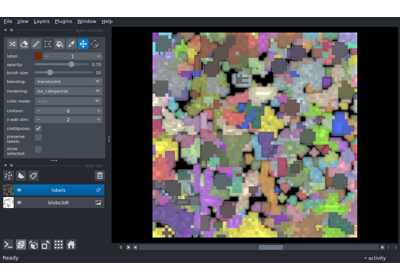 File View Layers Plugins Window Help
label: 1
opacity: 0.70
brush size: 10
blending: translucent
rendering: iso_categorical
color mode:
contour: 0
n edit dim: 2
contiguous:
preserve
labels:
show
selected:
labels
blobs3dt
0
Ready
activity